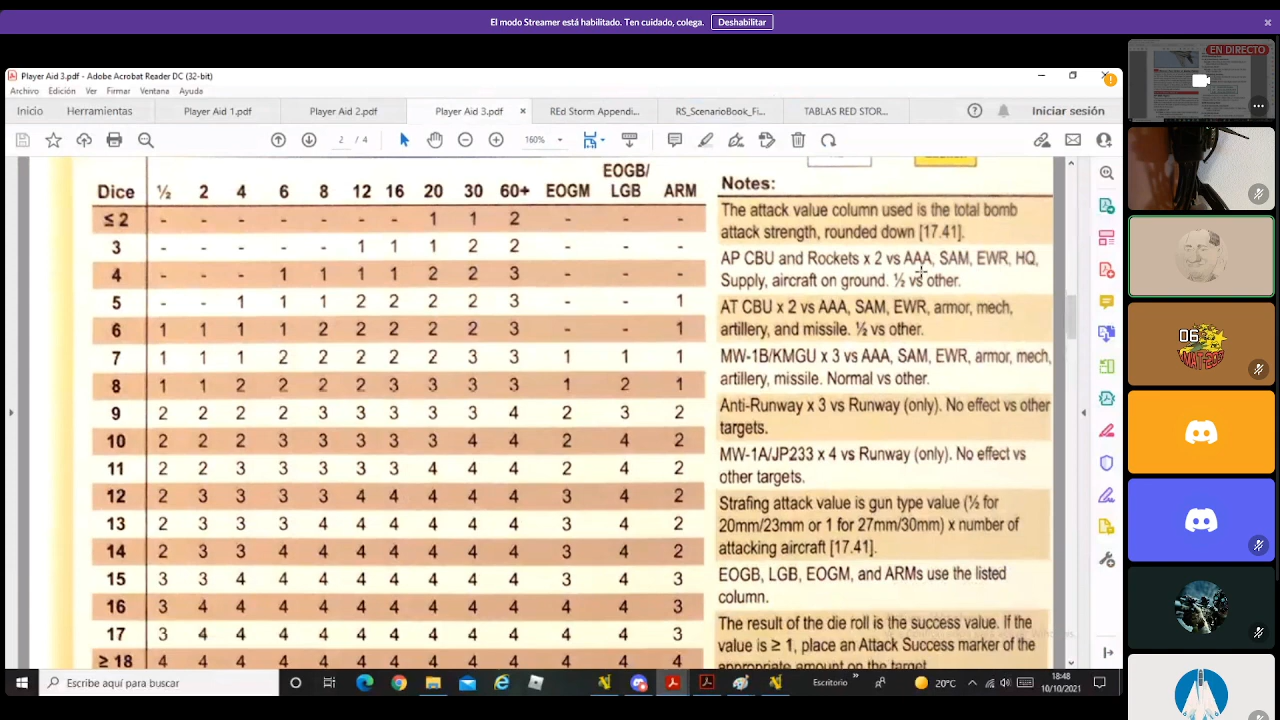 El modo Streamer está habilitado. Ten cuidado, colega. Deshabilitar
EN DIRECTO
Player Aid 3.pdf - Adobe Acrobat Reader DC (32-bit)
Archivo Edición Ver Firmar Ventana Ayuda
Inicio Herramientas Player Aid 1.pdf Player Aid 2.pdf Player Aid 3.pdf REd Storm Appendi... RS_ScenarioBook_Fi... TABLAS RED STOR... Iniciar sesión
2 / 4 160%
EOGB/
Dice ½ 2 4 6 8 12 16 20 30 60+ EOGM LGB ARM
≤ 2 - - - - - - - 1 1 2 - - -
3 - - - - - 1 1 1 2 2 - - -
4 - - - 1 1 1 1 2 2 3 - - -
5 - - 1 1 1 2 2 2 2 3 - - 1
6 1 1 1 1 2 2 2 2 2 3 - - 1
7 1 1 1 2 2 2 2 2 3 3 1 1 1
8 1 1 2 2 2 2 3 3 3 3 1 2 1
9 2 2 2 2 3 3 3 3 3 4 2 3 2
10 2 2 2 3 3 3 3 3 4 4 2 4 2
11 2 2 3 3 3 3 3 4 4 4 2 4 2
12 2 3 3 3 3 4 4 4 4 4 3 4 2
13 2 3 3 3 4 4 4 4 4 4 3 4 2
14 2 3 3 4 4 4 4 4 4 4 3 4 2
15 3 3 4 4 4 4 4 4 4 4 3 4 3
16 3 4 4 4 4 4 4 4 4 4 4 4 3
17 3 4 4 4 4 4 4 4 4 4 4 4 3
≥ 18 4 4 4 4 4 4 4 4 4 4 4 4 4
Notes:
The attack value column used is the total bomb
attack strength, rounded down [17.41].
AP CBU and Rockets x 2 vs AAA, SAM, EWR, HQ,
Supply, aircraft on ground. ½ vs other.
AT CBU x 2 vs AAA, SAM, EWR, armor, mech,
artillery, and missile. ½ vs other.
MW-1B/KMGU x 3 vs AAA, SAM, EWR, armor, mech,
artillery, missile. Normal vs other.
Anti-Runway x 3 vs Runway (only). No effect vs other
targets.
MW-1A/JP233 x 4 vs Runway (only). No effect vs
other targets.
Strafing attack value is gun type value (½ for
20mm/23mm or 1 for 27mm/30mm) x number of
attacking aircraft [17.41].
EOGB, LGB, EOGM, and ARMs use the listed
column.
The result of the die roll is the success value. If the
value is ≥ 1, place an Attack Success marker of the
appropriate amount on the target.
06
MAT-E09
Escribe aquí para buscar
Escritorio
20°C
18:48
10/10/2021